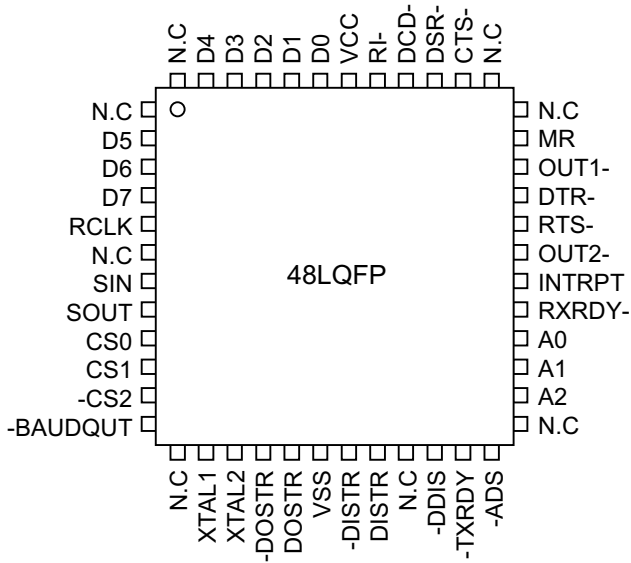 N.C
D4
D3
D2
D1
D0
VCC
RI-
DCD-
DSR-
CTS-
N.C
N.C
D5
D6
D7
RCLK
N.C
SIN
SOUT
CS0
CS1
-CS2
-BAUDQUT
48LQFP
N.C
MR
OUT1-
DTR-
RTS-
OUT2-
INTRPT
RXRDY-
A0
A1
A2
N.C
N.C
XTAL1
XTAL2
-DOSTR
DOSTR
VSS
-DISTR
DISTR
N.C
-DDIS
-TXRDY
-ADS